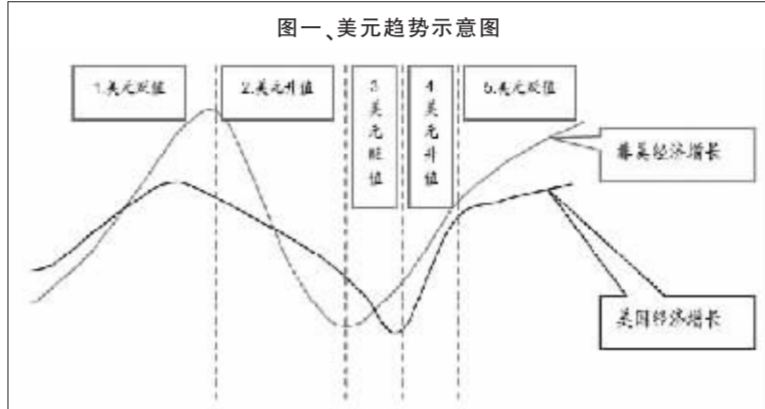 图一、美元趋势示意图
1.美元贬值
2.美元升值
3
美
元
贬
值
4
美
元
升
值
5.美元贬值
非美经济增长
美国经济增长